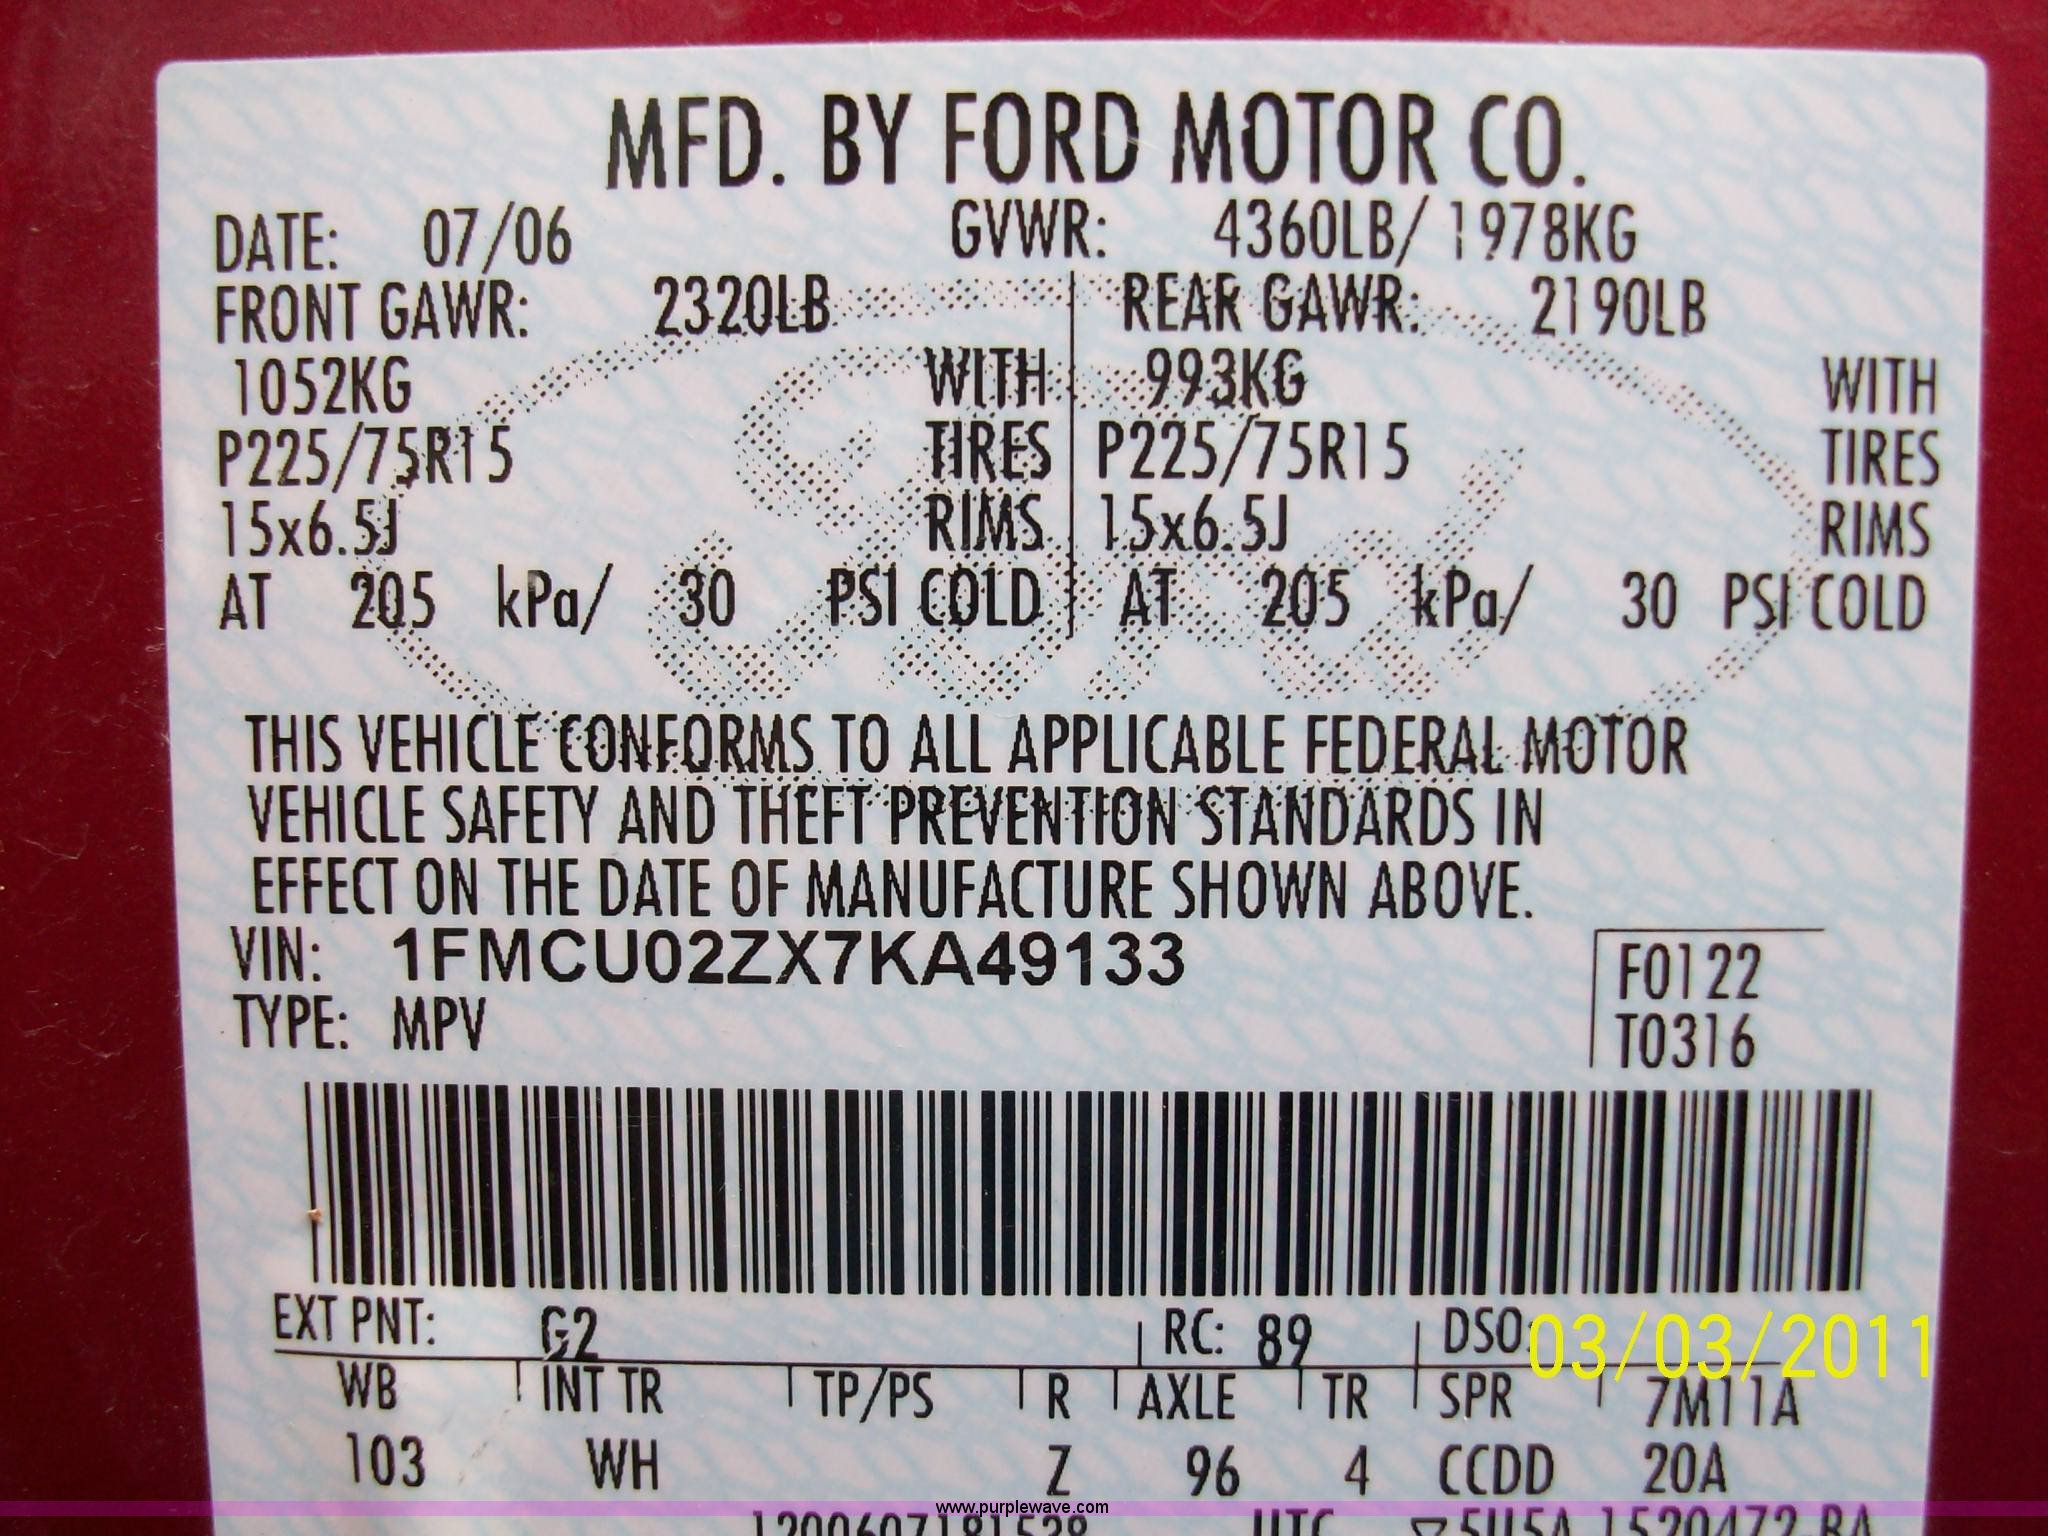 MFD. BY FORD MOTOR CO.
DATE: 07/06 GVWR: 4360LB/ 1978KG
FRONT GAWR: 2320LB REAR GAWR: 2190LB
1052KG WITH 993KG WITH
P225/75R15 TIRES P225/75R15 TIRES
15x6.5J RIMS 15x6.5J RIMS
AT 205 kPa/ 30 PSI COLD AT 205 kPa/ 30 PSI COLD
Ford
THIS VEHICLE CONFORMS TO ALL APPLICABLE FEDERAL MOTOR
VEHICLE SAFETY AND THEFT PREVENTION STANDARDS IN
EFFECT ON THE DATE OF MANUFACTURE SHOWN ABOVE.
VIN: 1FMCU02ZX7KA49133 F0122
TYPE: MPV T0316
EXT PNT: G2 RC: 89 DSO: 03/03/2011
WB INT TR TP/PS R AXLE TR SPR 7M11A
103 WH Z 96 4 CCDD 20A
www.purplewave.com
UTC